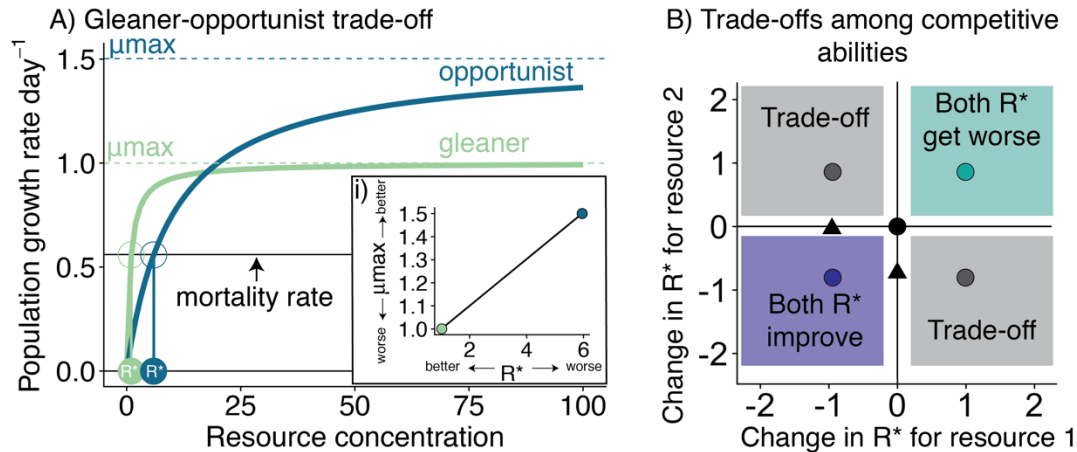 A) Gleaner-opportunist trade-off
Population growth rate day⁻¹
1.5
1.0
0.5
0.0
μmax
opportunist
μmax
gleaner
mortality rate
R*
R*
0
25
50
75
100
Resource concentration
i)
worse ← μmax → better
1.5
1.4
1.3
1.2
1.1
1.0
2
4
6
better ← R* → worse
B) Trade-offs among competitive
abilities
Change in R* for resource 2
2
1
0
-1
-2
Trade-off
Both R*
get worse
Both R*
improve
Trade-off
-2
-1
0
1
2
Change in R* for resource 1